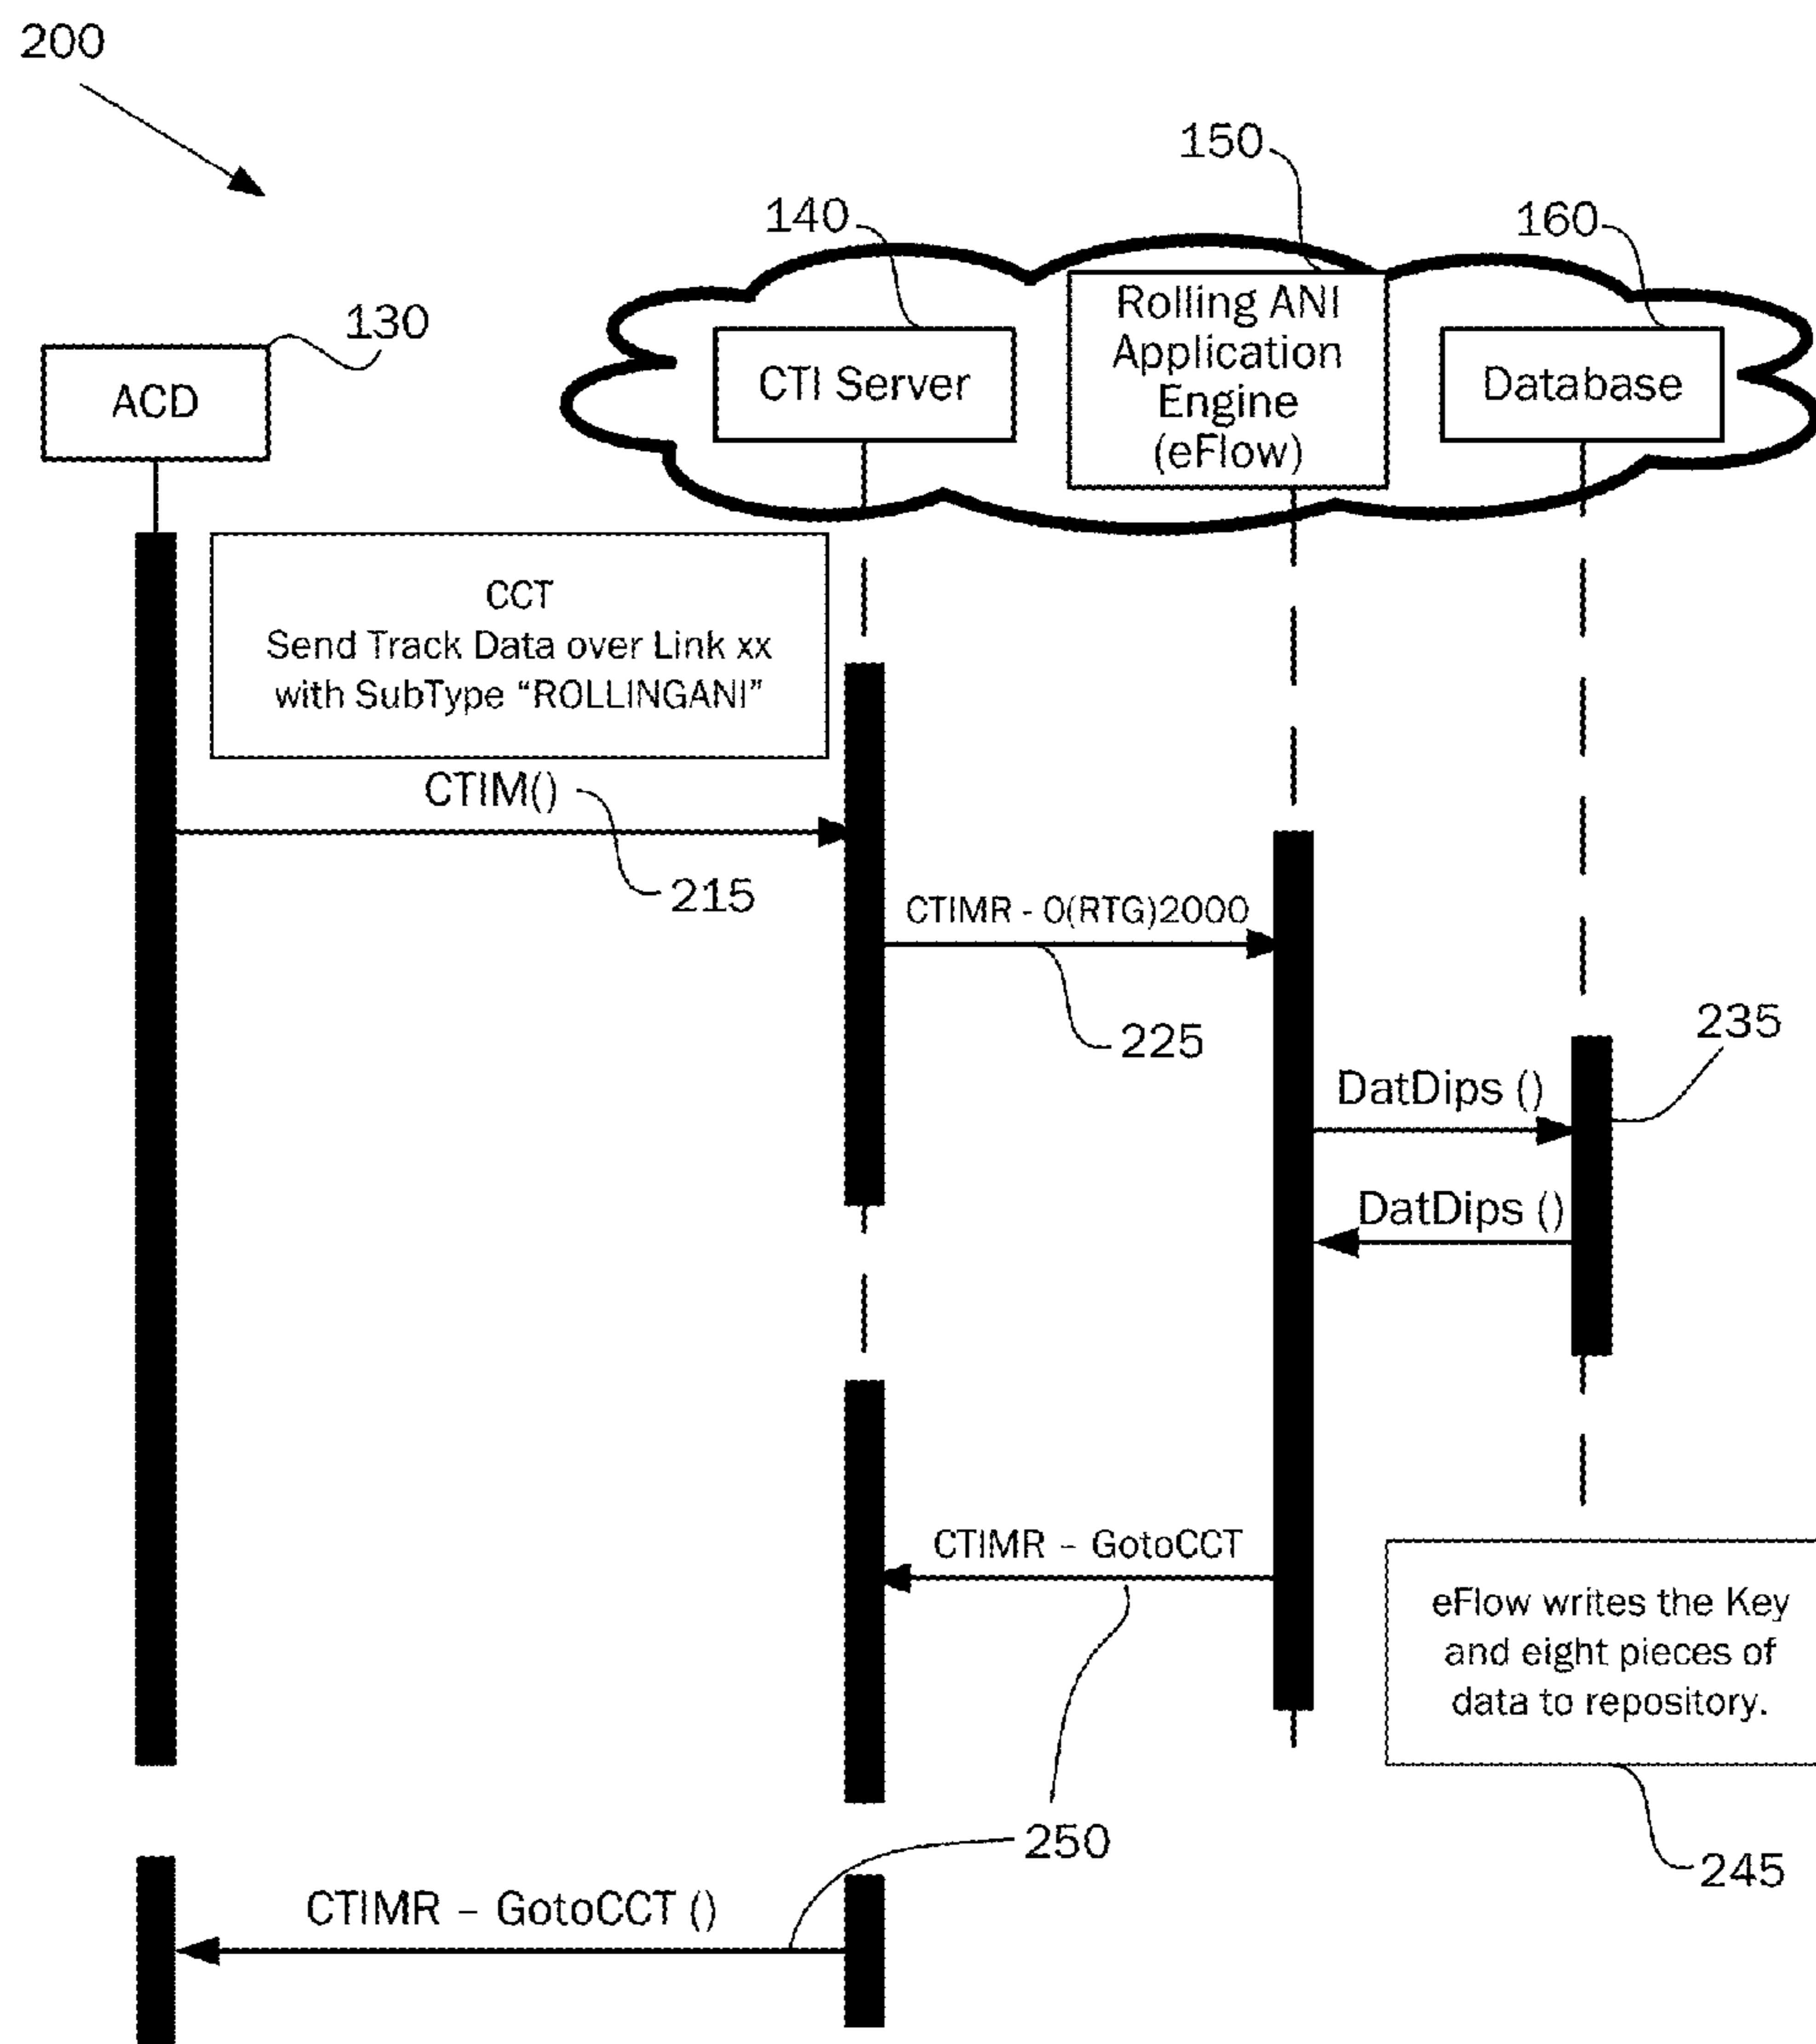 200
150
140
160
130
ACD
CTI Server
Rolling ANI
Application
Engine
(eFlow)
Database
CCT
Send Track Data over Link xx
with SubType “ROLLINGANI”
CTIM()
215
CTIMR - O(RTG)2000
225
235
DatDips ()
DatDips ()
CTIMR – GotoCCT
eFlow writes the Key
and eight pieces of
data to repository.
250
245
CTIMR – GotoCCT ()